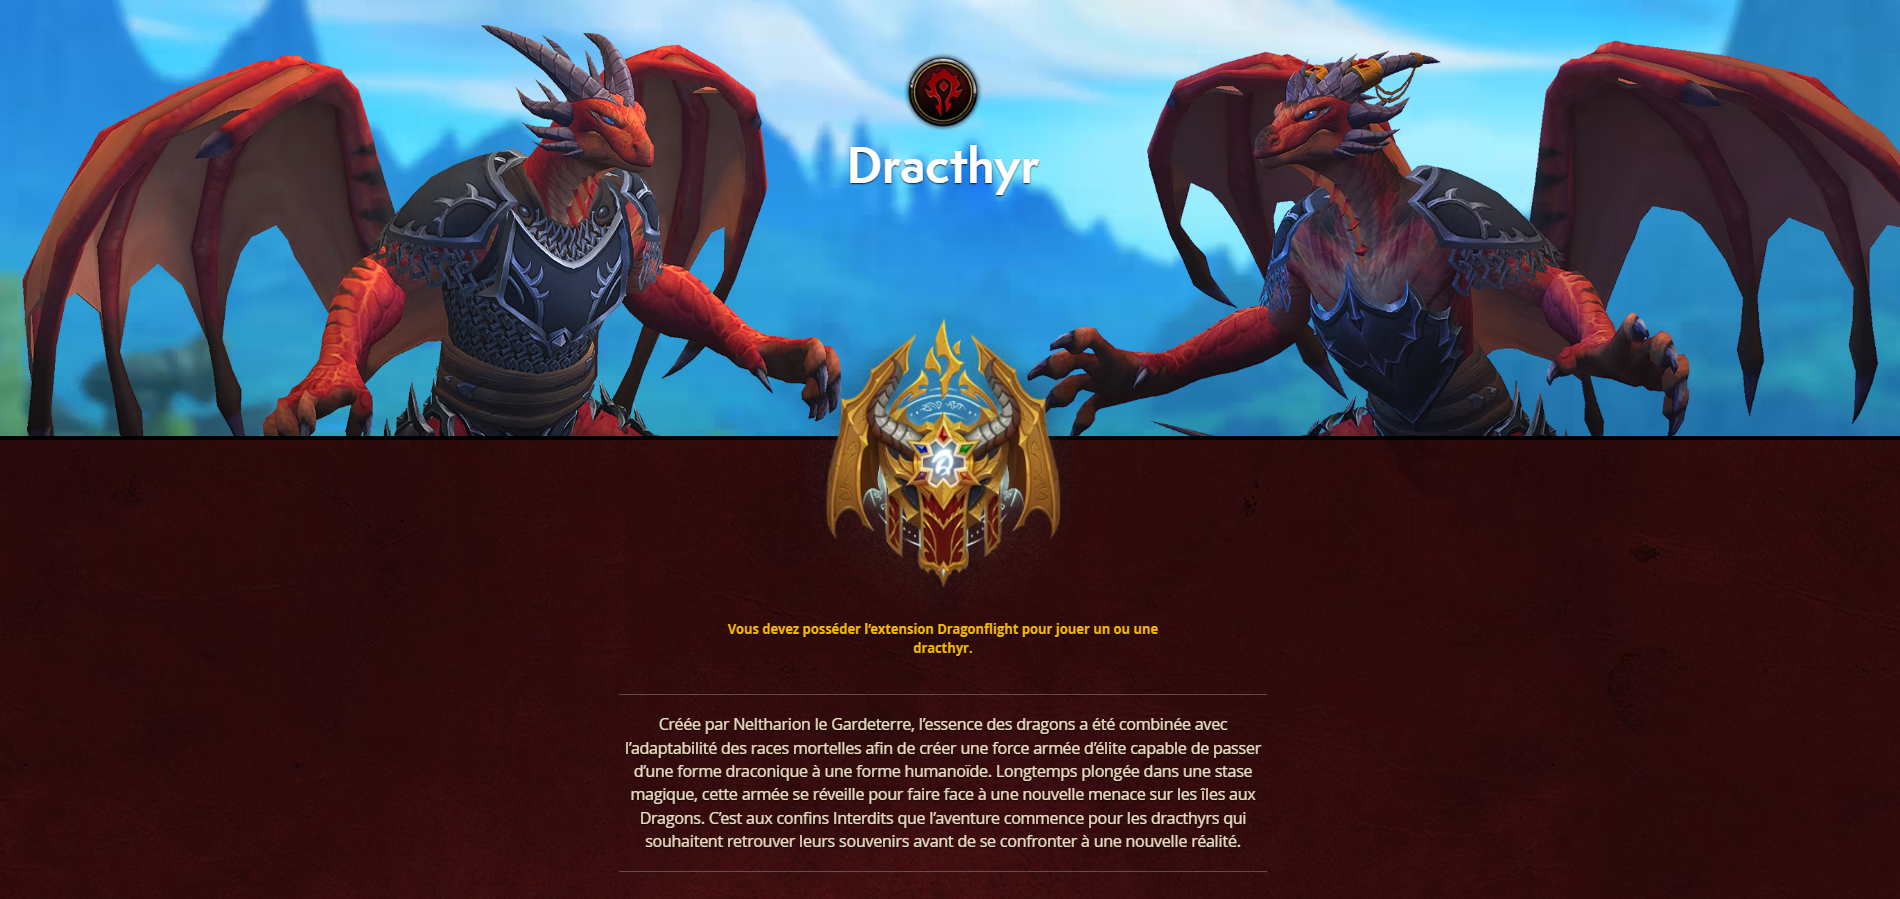 Dracthyr
Vous devez posséder l’extension Dragonflight pour jouer un ou une
dracthyr.
Créée par Neltharion le Gardeterre, l’essence des dragons a été combinée avec
l’adaptabilité des races mortelles afin de créer une force armée d’élite capable de passer
d’une forme draconique à une forme humanoïde. Longtemps plongée dans une stase
magique, cette armée se réveille pour faire face à une nouvelle menace sur les îles aux
Dragons. C’est aux confins Interdits que l’aventure commence pour les dracthyrs qui
souhaitent retrouver leurs souvenirs avant de se confronter à une nouvelle réalité.